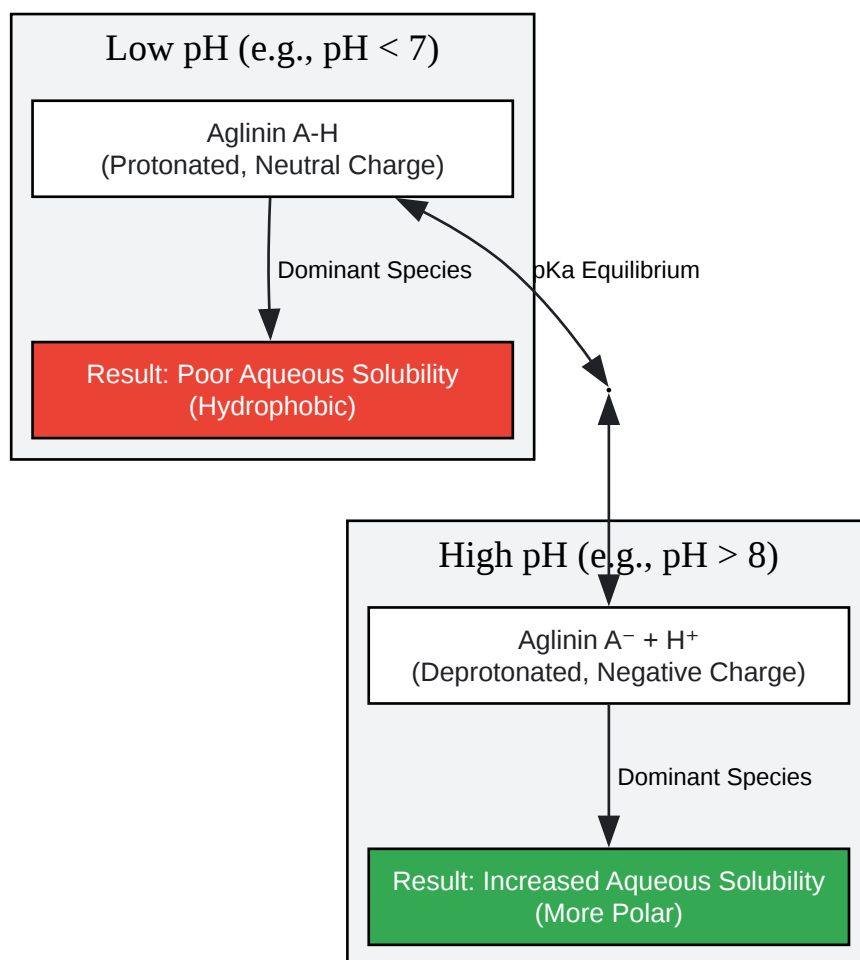 Low pH (e.g., pH < 7)
Aglinin A-H
(Protonated, Neutral Charge)
Dominant Species
pKa Equilibrium
Result: Poor Aqueous Solubility
(Hydrophobic)
High pH (e.g., pH > 8)
Aglinin A⁻ + H⁺
(Deprotonated, Negative Charge)
Dominant Species
Result: Increased Aqueous Solubility
(More Polar)